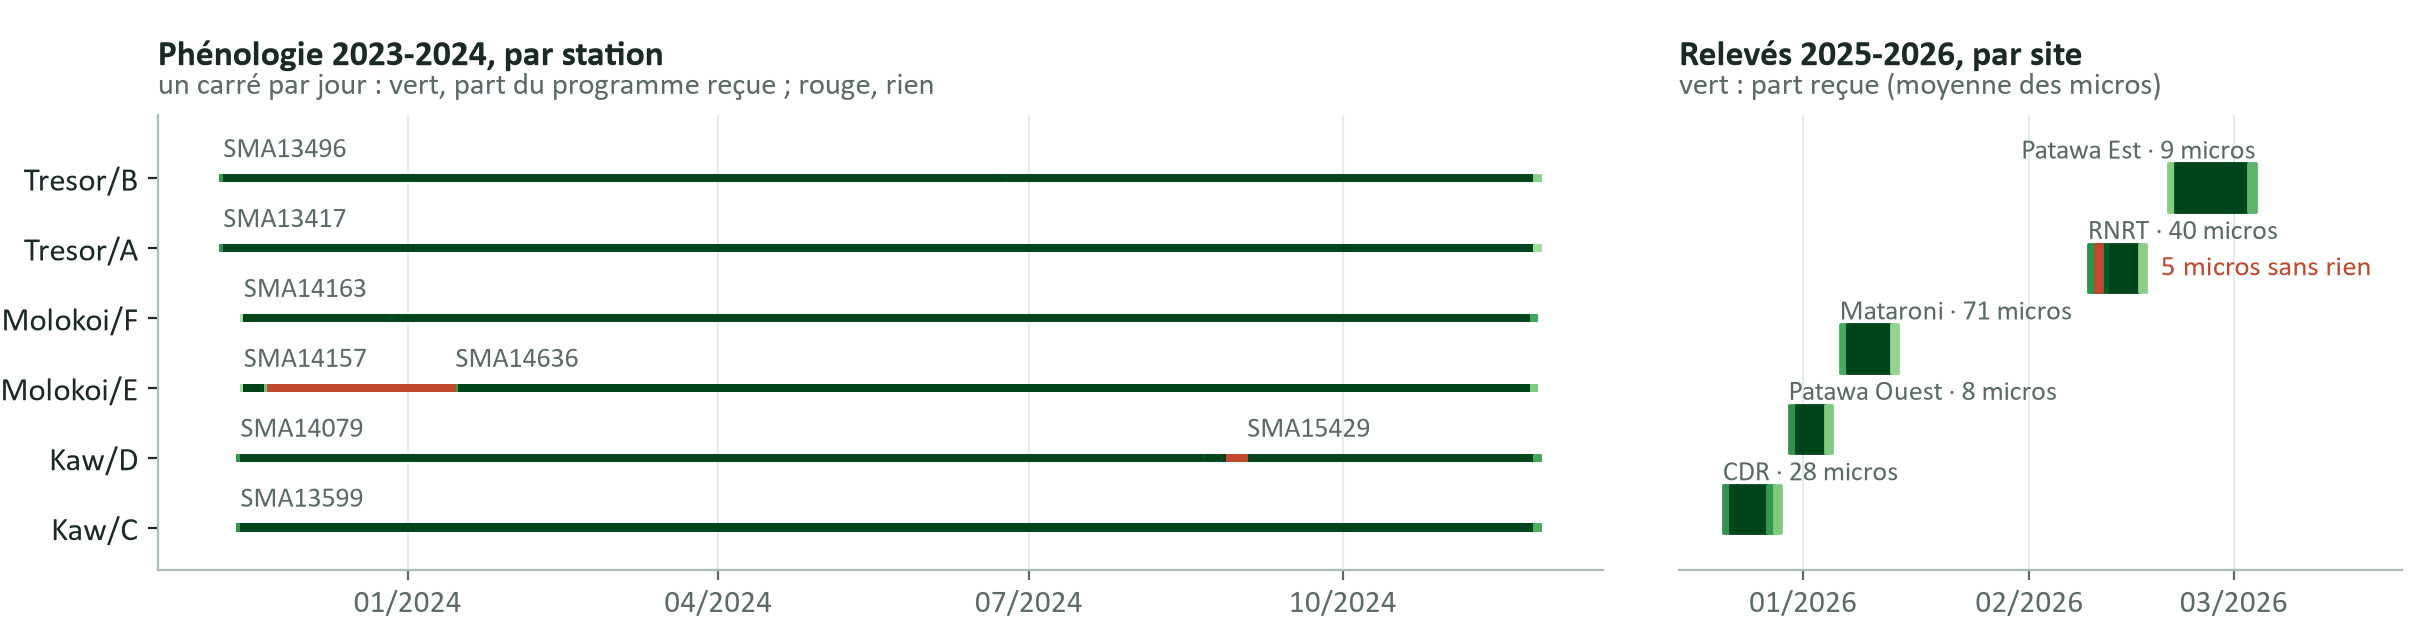 Phénologie 2023-2024, par station
un carré par jour : vert, part du programme reçue ; rouge, rien
SMA13496
Tresor/B
SMA13417
Tresor/A
SMA14163
Molokoi/F
SMA14157 SMA14636
Molokoi/E
SMA14079 SMA15429
Kaw/D
SMA13599
Kaw/C
01/2024 04/2024 07/2024 10/2024
Relevés 2025-2026, par site
vert : part reçue (moyenne des micros)
Patawa Est · 9 micros
RNRT · 40 micros
5 micros sans rien
Mataroni · 71 micros
Patawa Ouest · 8 micros
CDR · 28 micros
01/2026 02/2026 03/2026